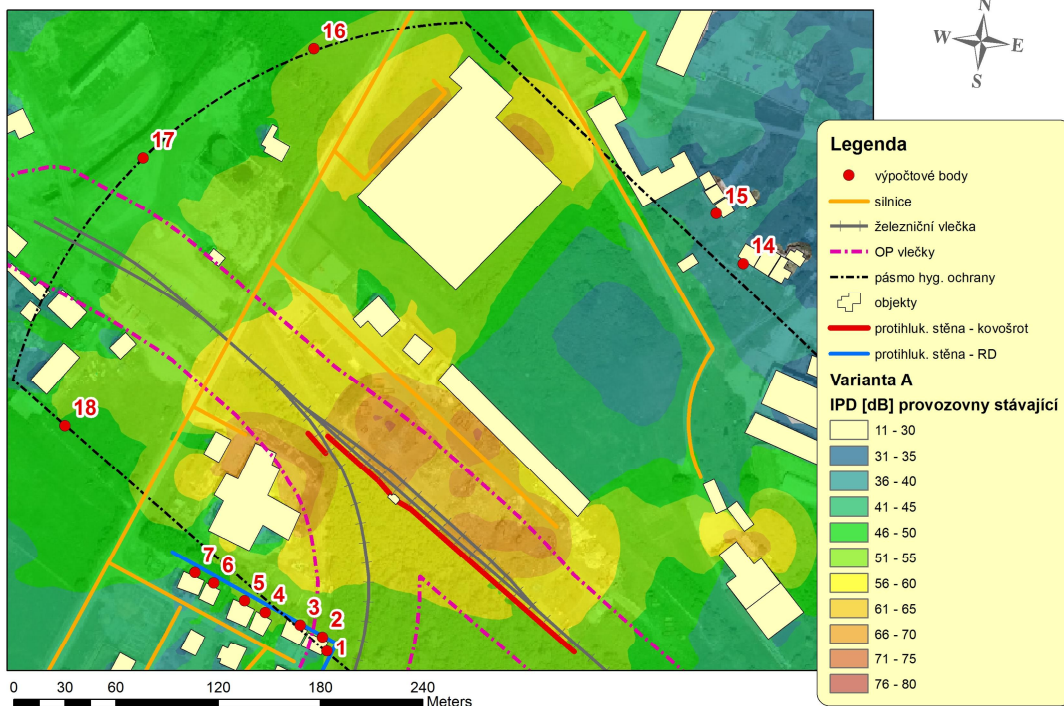 N
W E
S
16
17
15
14
18
7
6
5
4
3
2
1
Legenda
výpočtové body
silnice
železniční vlečka
OP vlečky
pásmo hyg. ochrany
objekty
protihluk. stěna - kovošrot
protihluk. stěna - RD
Varianta A
IPD [dB] provozovny stávající
11 - 30
31 - 35
36 - 40
41 - 45
46 - 50
51 - 55
56 - 60
61 - 65
66 - 70
71 - 75
76 - 80
0 30 60 120 180 240
Meters